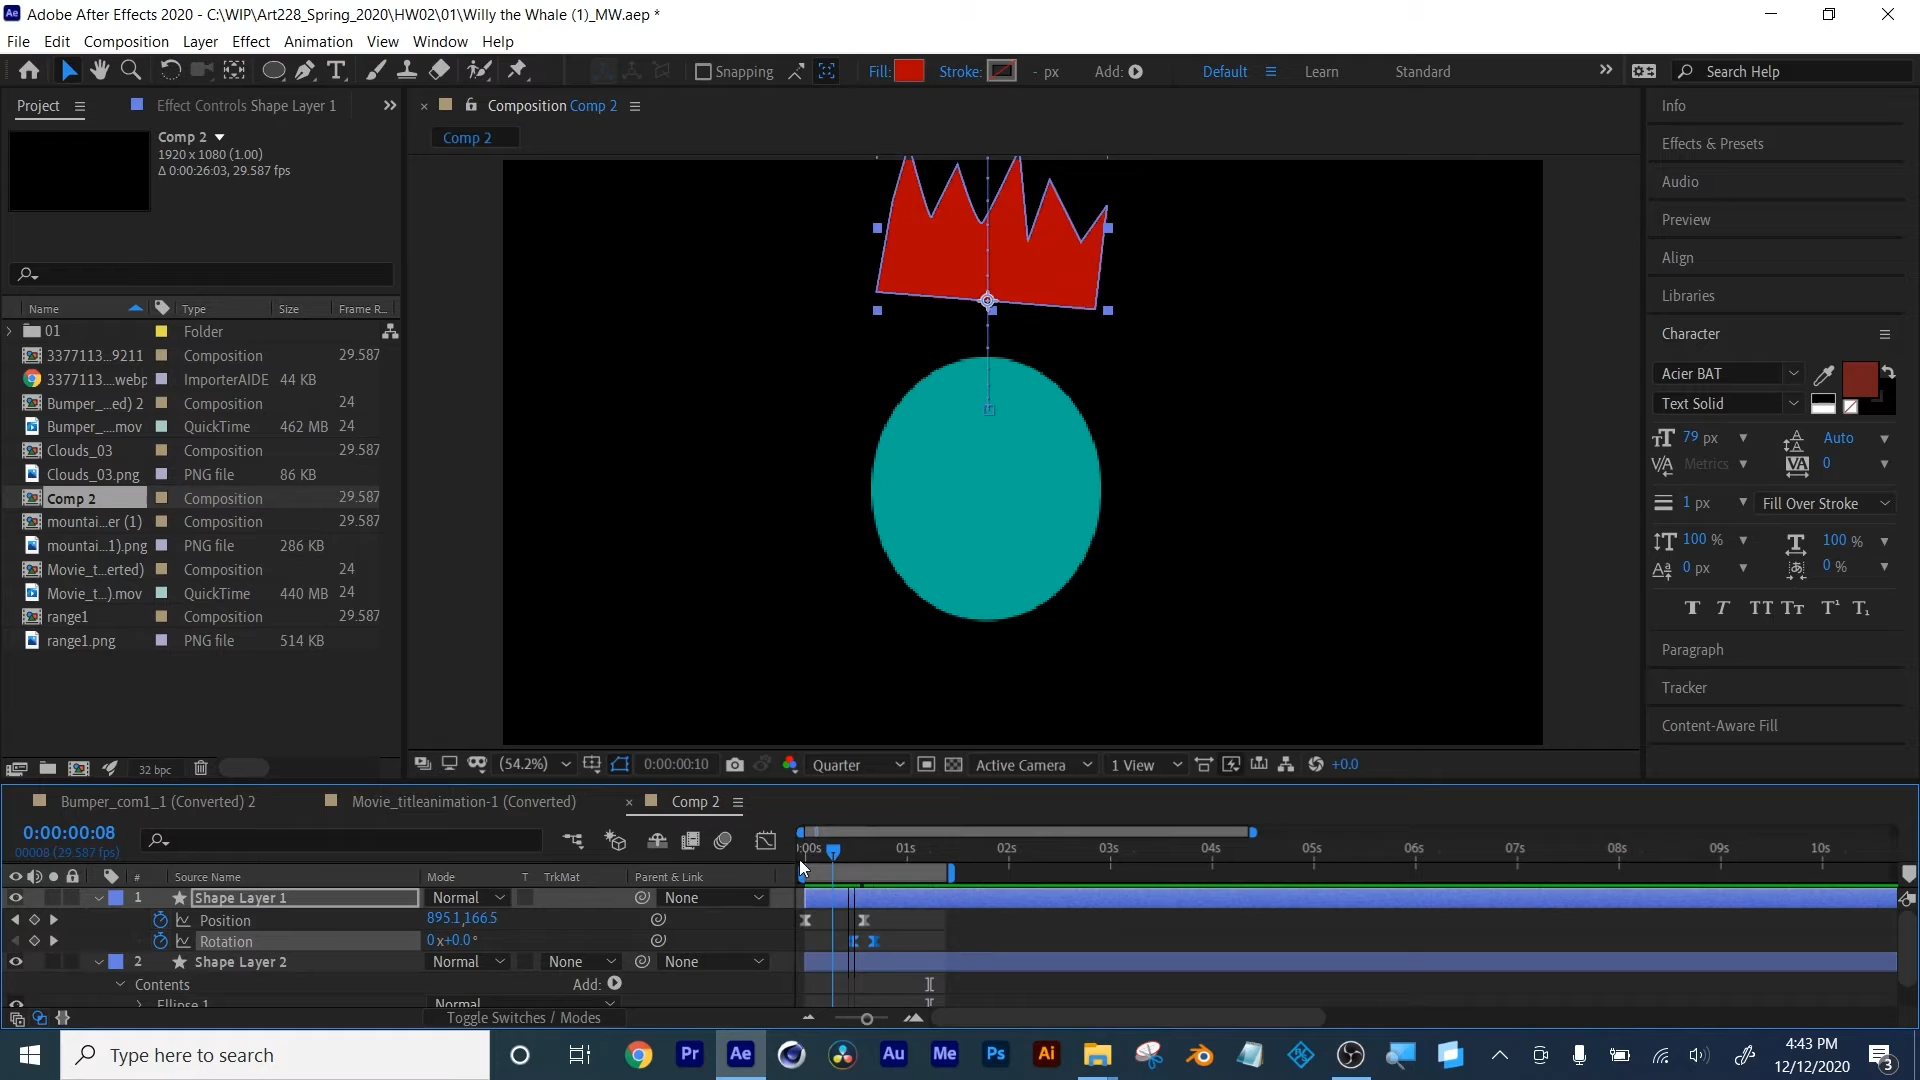 Adobe After Effects 2020 - C:\WIP\Art228_Spring_2020\HW02\01\Willy the Whale (1)_MW.aep *
File Edit Composition Layer Effect Animation View Window Help
Snapping Fill: Stroke: - px Add: Default Learn Standard Search Help
Project Effect Controls Shape Layer 1 Composition Comp 2 Info
Comp 2
1920 x 1080 (1.00)
Δ 0:00:26:03, 29.587 fps
Comp 2
Effects & Presets
Audio
Preview
Align
Libraries
Character
Acier BAT
Text Solid
79 px Auto
Metrics 0
1 px Fill Over Stroke
100 % 100 %
0 px 0 %
T T TT Tт T¹ T₁
Paragraph
Tracker
Content-Aware Fill
Name Type Size Frame R...
01 Folder
3377113...9211 Composition 29.587
3377113....webp ImporterAIDE 44 KB
Bumper_...ed) 2 Composition 24
Bumper_....mov QuickTime 462 MB 24
Clouds_03 Composition 29.587
Clouds_03.png PNG file 86 KB
Comp 2 Composition 29.587
mountai...er (1) Composition 29.587
mountai...1).png PNG file 286 KB
Movie_t...erted) Composition 24
Movie_t...).mov QuickTime 440 MB 24
range1 Composition 29.587
range1.png PNG file 514 KB
32 bpc
(54.2%) 0:00:00:10 Quarter Active Camera 1 View +0.0
Bumper_com1_1 (Converted) 2 Movie_titleanimation-1 (Converted) Comp 2
0:00:00:08
00008 (29.587 fps)
:00s 01s 02s 03s 04s 05s 06s 07s 08s 09s 10s
# Source Name Mode T TrkMat Parent & Link
1 Shape Layer 1 Normal None
Position 895.1,166.5
Rotation 0x+0.0°
2 Shape Layer 2 Normal None None
Contents Add:
Ellipse 1 Normal
Toggle Switches / Modes
Type here to search
Pr Ae Au Me Ps Ai
4:43 PM
12/12/2020
3